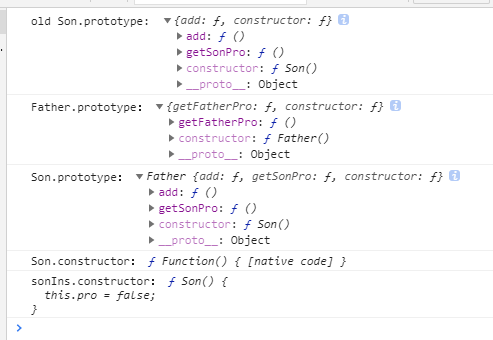 old Son.prototype: ▼{add: ƒ, constructor: ƒ} i
▶ add: ƒ ()
▶ getSonPro: ƒ ()
▶ constructor: ƒ Son()
▶ __proto__: Object
Father.prototype: ▼{getFatherPro: ƒ, constructor: ƒ} i
▶ getFatherPro: ƒ ()
▶ constructor: ƒ Father()
▶ __proto__: Object
Son.prototype: ▼Father {add: ƒ, getSonPro: ƒ, constructor: ƒ} i
▶ add: ƒ ()
▶ getSonPro: ƒ ()
▶ constructor: ƒ Son()
▶ __proto__: Object
Son.constructor: ƒ Function() { [native code] }
sonIns.constructor: ƒ Son() {
this.pro = false;
}
>